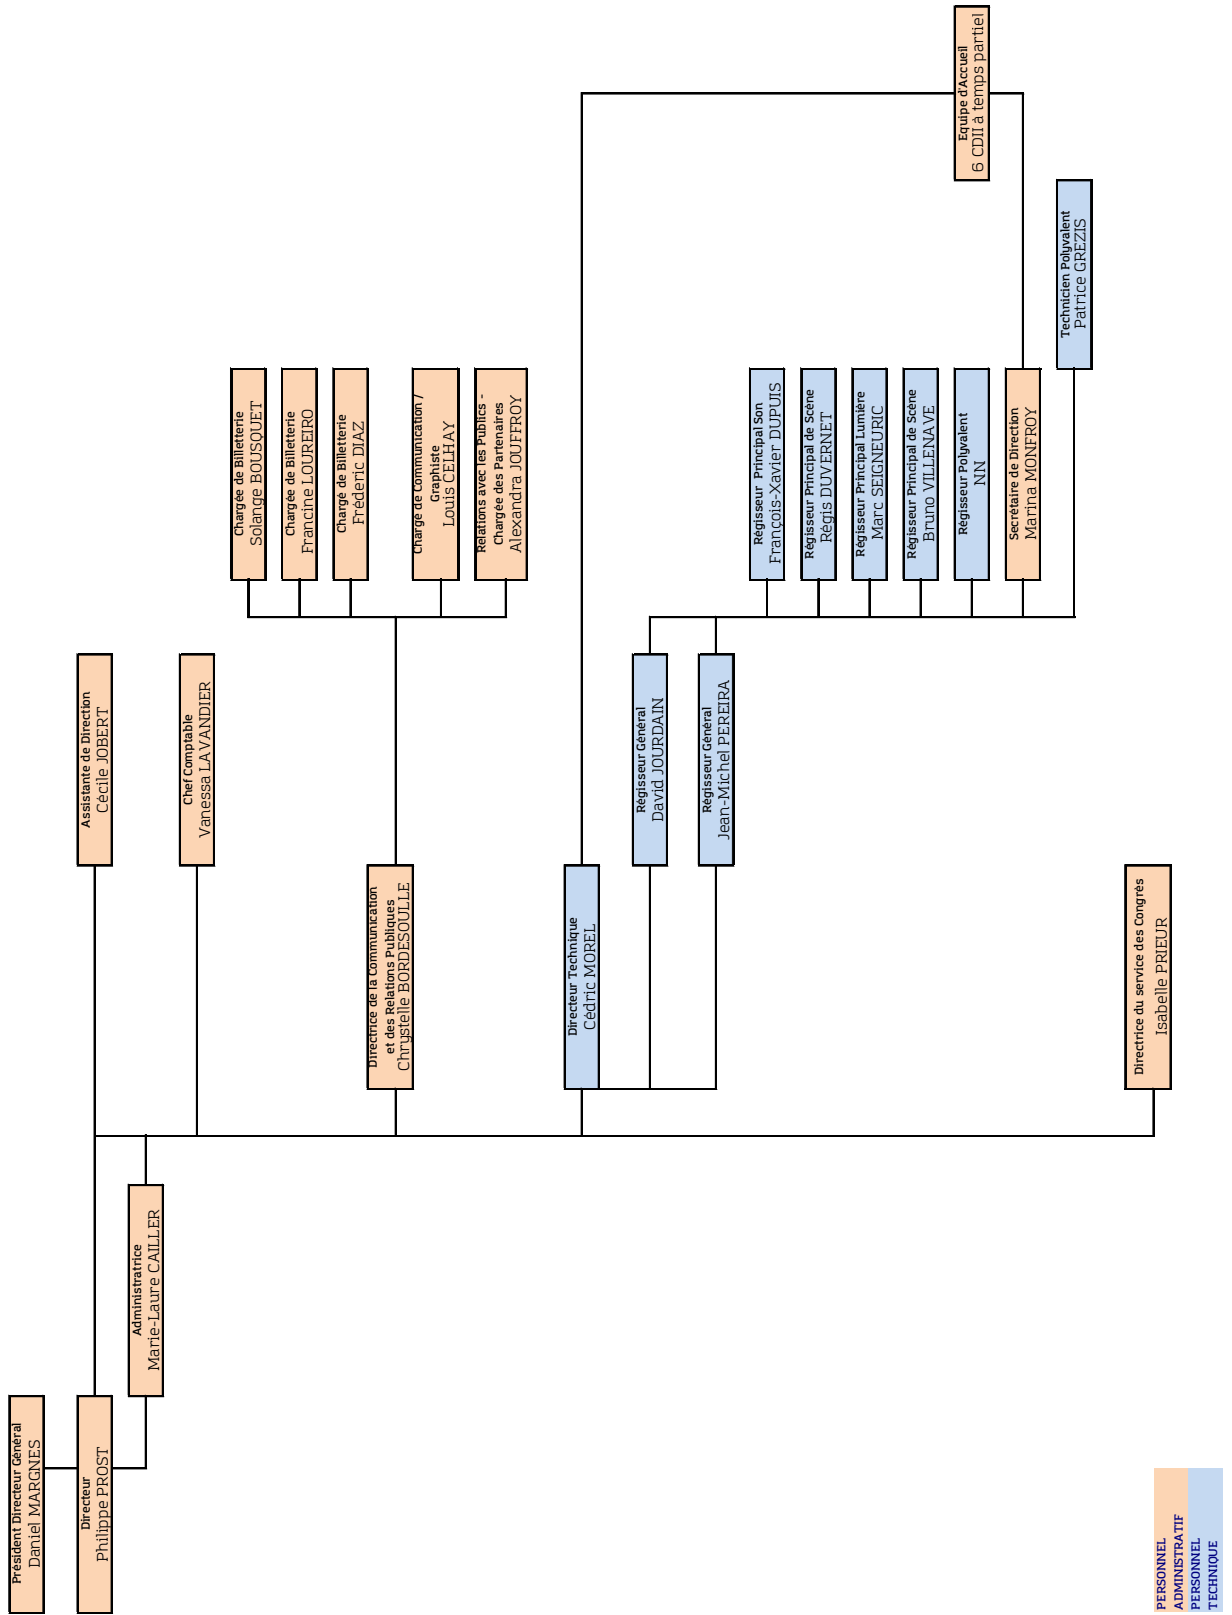 Président Directeur Général
Daniel MARGNES
Directeur
Philippe PROST
Assistante de Direction
Cécile JOBERT
Administratrice
Marie-Laure CAILLER
Chef Comptable
Vanessa LAVANDIER
Directrice de la Communication
et des Relations Publiques
Chrystelle BORDESOULLE
Chargée de Billetterie
Solange BOUSQUET
Chargée de Billetterie
Francine LOUREIRO
Chargé de Billetterie
Fréderic DIAZ
Chargé de Communication /
Graphiste
Louis CELHAY
Relations avec les Publics -
Chargée des Partenaires
Alexandra JOUFFROY
Directeur Technique
Cédric MOREL
Régisseur Général
David JOURDAIN
Régisseur Général
Jean-Michel PEREIRA
Régisseur Principal Son
François-Xavier DUPUIS
Régisseur Principal de Scène
Régis DUVERNET
Régisseur Principal Lumière
Marc SEIGNEURIC
Régisseur Principal de Scène
Bruno VILLENAVE
Régisseur Polyvalent
NN
Secrétaire de Direction
Marina MONFROY
Equipe d'Accueil
6 CDII à temps partiel
Technicien Polyvalent
Patrice GREZIS
Directrice du service des Congrés
Isabelle PRIEUR
PERSONNEL
ADMINISTRATIF
PERSONNEL
TECHNIQUE